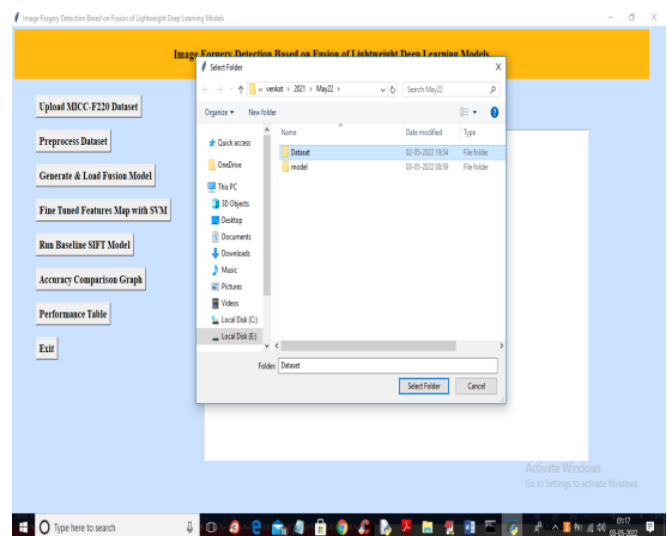 Image Forgery Detection Based on Fusion of Lightweight Deep Learning Models
Image Forgery Detection Based on Fusion of Lightweight Deep Learning Models
Select Folder
« venkat › 2021 › May22 ›
Search May22
Organize
New folder
Upload MICC-F220 Dataset
Preprocess Dataset
Generate & Load Fusion Model
Fine Tuned Features Map with SVM
Run Baseline SIFT Model
Accuracy Comparison Graph
Performance Table
Exit
Quick access
OneDrive
This PC
3D Objects
Desktop
Documents
Downloads
Music
Pictures
Videos
Local Disk (C:)
Local Disk (E:)
Name
Date modified
Type
Dataset
02-05-2022 19:54
File folder
model
03-05-2022 00:59
File folder
Folder: Dataset
Select Folder
Cancel
Activate Windows
Go to Settings to activate Windows.
Type here to search
01:17
03-05-2022